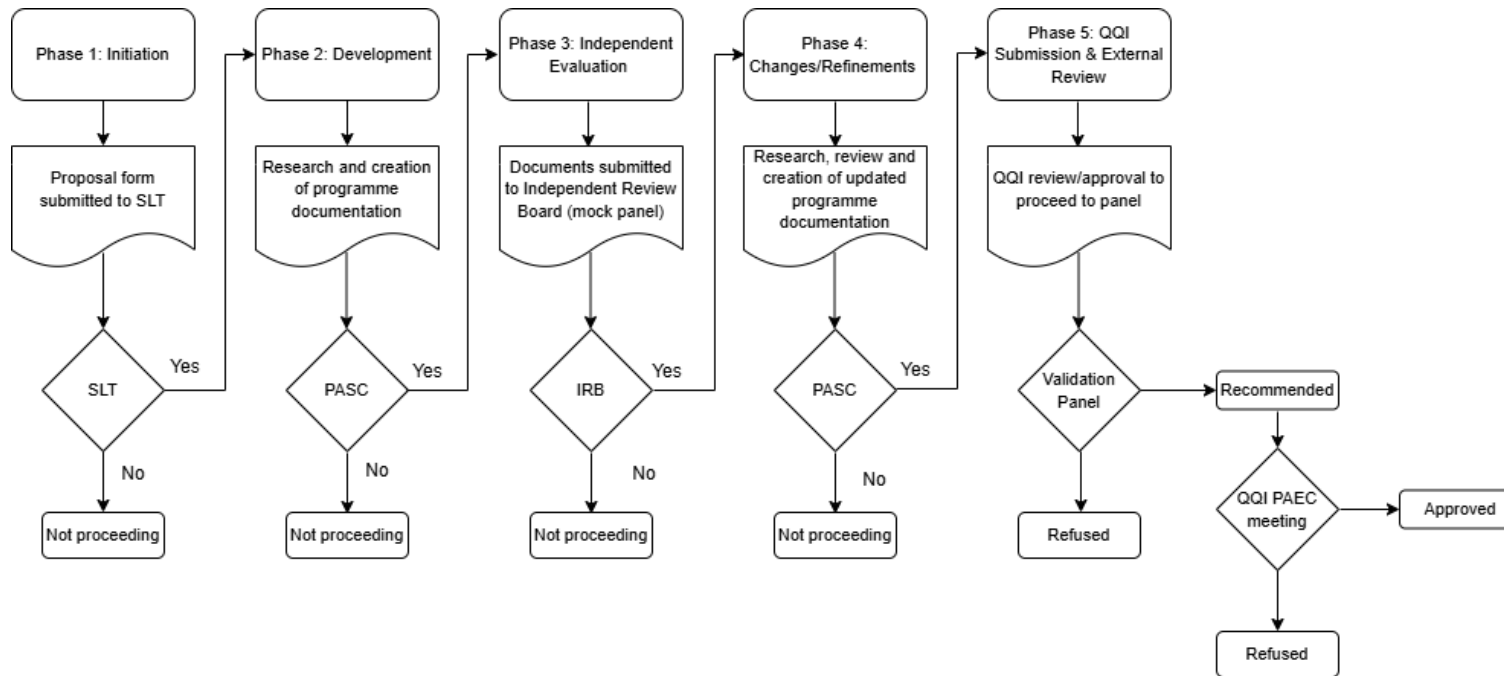 Phase 1: Initiation
Phase 2: Development
Phase 3: Independent
Evaluation
Phase 4:
Changes/Refinements
Phase 5: QQI
Submission & External
Review
Proposal form
submitted to SLT
Research and creation
of programme
documentation
Documents submitted
to Independent Review
Board (mock panel)
Research, review and
creation of updated
programme
documentation
QQI review/approval to
proceed to panel
SLT
Yes
PASC
Yes
IRB
Yes
PASC
Yes
Validation
Panel
Recommended
No
No
No
No
Not proceeding
Not proceeding
Not proceeding
Not proceeding
Refused
QQI PAEC
meeting
Approved
Refused